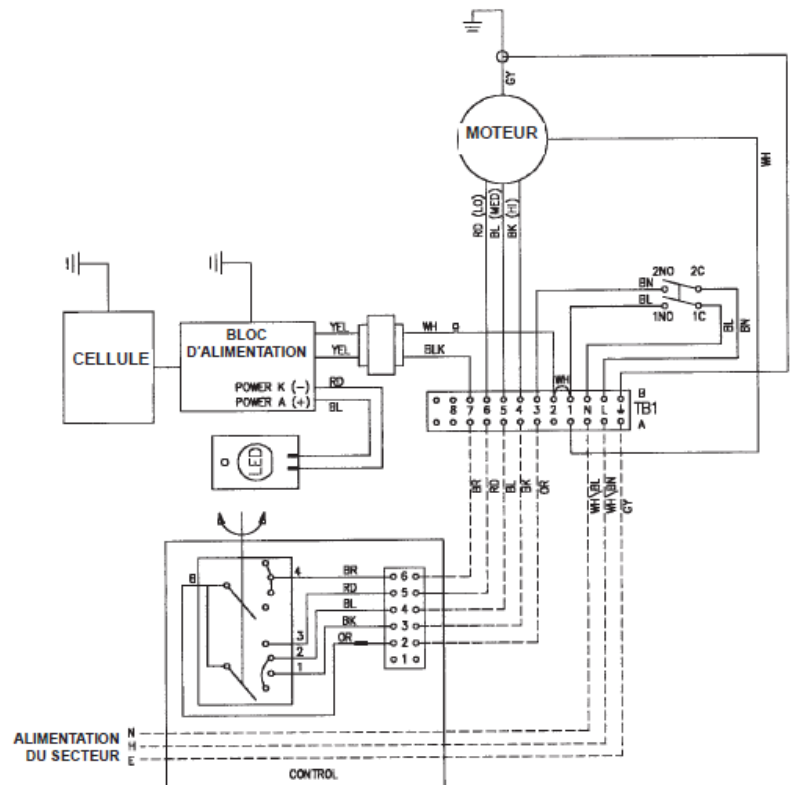 GY
MOTEUR
WH
RD (LO)
BL (MED)
BK (HI)
2NO 2C
BN
BL
1NO 1C
BL
BN
CELLULE
BLOC
D'ALIMENTATION
YEL
YEL
WH
BLK
POWER K (-)
POWER A (+)
RD
BL
WH
B
8 7 6 5 4 3 2 1 N L
TB1
A
LED
BR
RD
BL
BK
OR
WH\BL
WH\BN
GY
B
4
BR
6
RD
5
BL
4
3
BK
3
2
OR
2
1
1
ALIMENTATION
DU SECTEUR
N
H
E
CONTROL